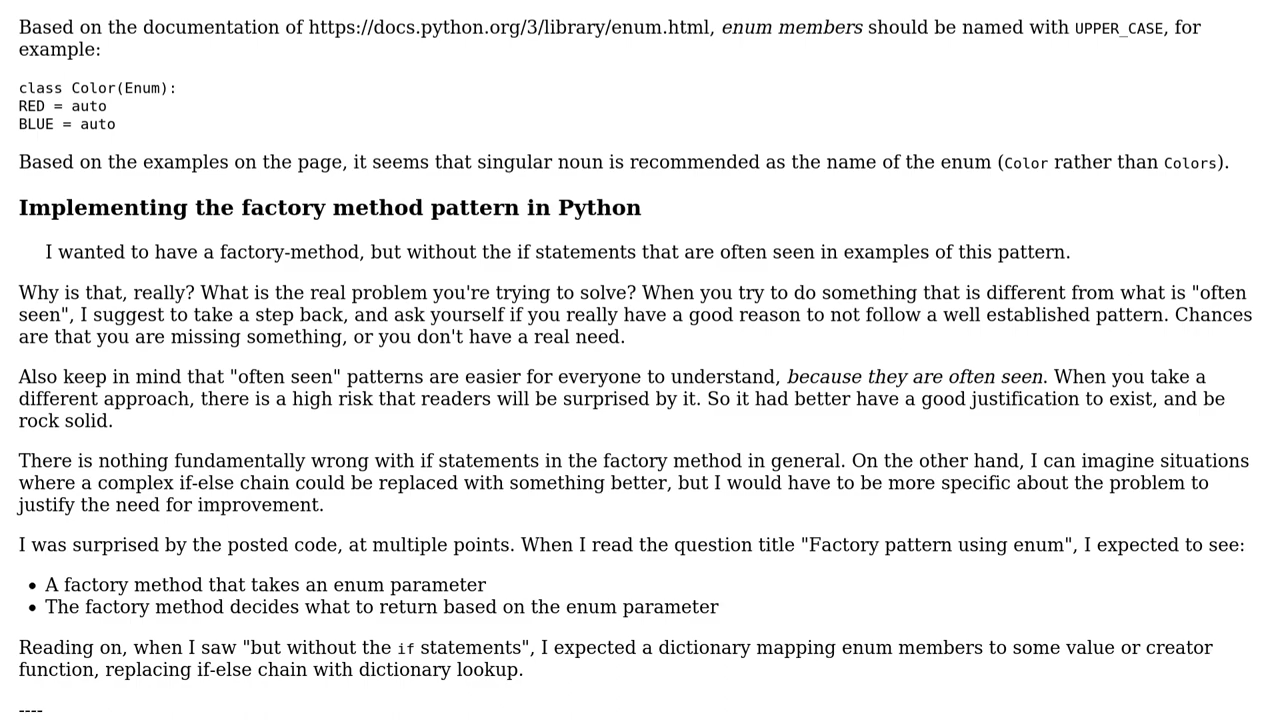 Based on the documentation of https://docs.python.org/3/library/enum.html, enum members should be named with UPPER_CASE, for
example:
class Color(Enum):
RED = auto
BLUE = auto
Based on the examples on the page, it seems that singular noun is recommended as the name of the enum (Color rather than Colors).
Implementing the factory method pattern in Python
I wanted to have a factory-method, but without the if statements that are often seen in examples of this pattern.
Why is that, really? What is the real problem you're trying to solve? When you try to do something that is different from what is "often
seen", I suggest to take a step back, and ask yourself if you really have a good reason to not follow a well established pattern. Chances
are that you are missing something, or you don't have a real need.
Also keep in mind that "often seen" patterns are easier for everyone to understand, because they are often seen. When you take a
different approach, there is a high risk that readers will be surprised by it. So it had better have a good justification to exist, and be
rock solid.
There is nothing fundamentally wrong with if statements in the factory method in general. On the other hand, I can imagine situations
where a complex if-else chain could be replaced with something better, but I would have to be more specific about the problem to
justify the need for improvement.
I was surprised by the posted code, at multiple points. When I read the question title "Factory pattern using enum", I expected to see:
• A factory method that takes an enum parameter
• The factory method decides what to return based on the enum parameter
Reading on, when I saw "but without the if statements", I expected a dictionary mapping enum members to some value or creator
function, replacing if-else chain with dictionary lookup.
----